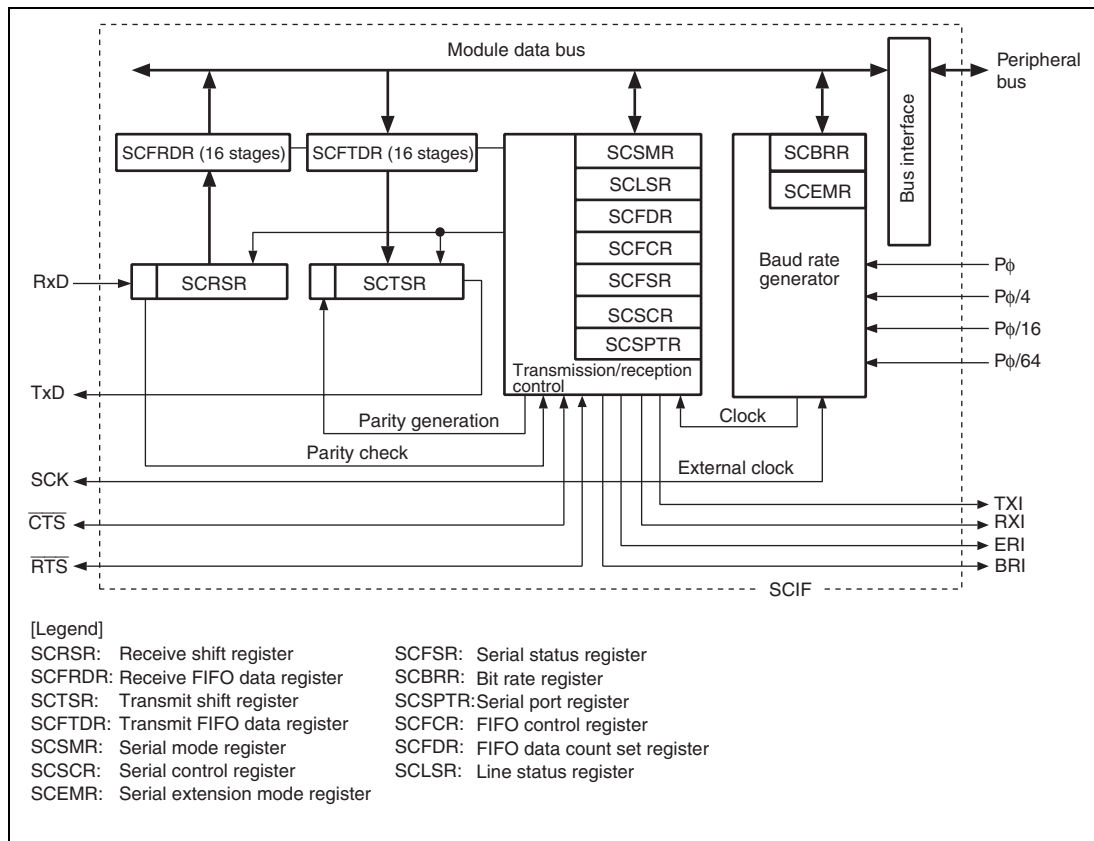 Module data bus
Peripheral
bus
Bus interface
SCFRDR (16 stages)
SCFTDR (16 stages)
SCSMR
SCLSR
SCFDR
SCFCR
SCFSR
SCSCR
SCSPTR
Transmission/reception
control
SCBRR
SCEMR
Baud rate
generator
RxD
SCRSR
SCTSR
Pϕ
Pϕ/4
Pϕ/16
Pϕ/64
TxD
Parity generation
Clock
Parity check
External clock
SCK
CTS
RTS
TXI
RXI
ERI
BRI
SCIF
[Legend]
SCRSR: Receive shift register
SCFRDR: Receive FIFO data register
SCTSR: Transmit shift register
SCFTDR: Transmit FIFO data register
SCSMR: Serial mode register
SCSCR: Serial control register
SCEMR: Serial extension mode register
SCFSR: Serial status register
SCBRR: Bit rate register
SCSPTR: Serial port register
SCFCR: FIFO control register
SCFDR: FIFO data count set register
SCLSR: Line status register